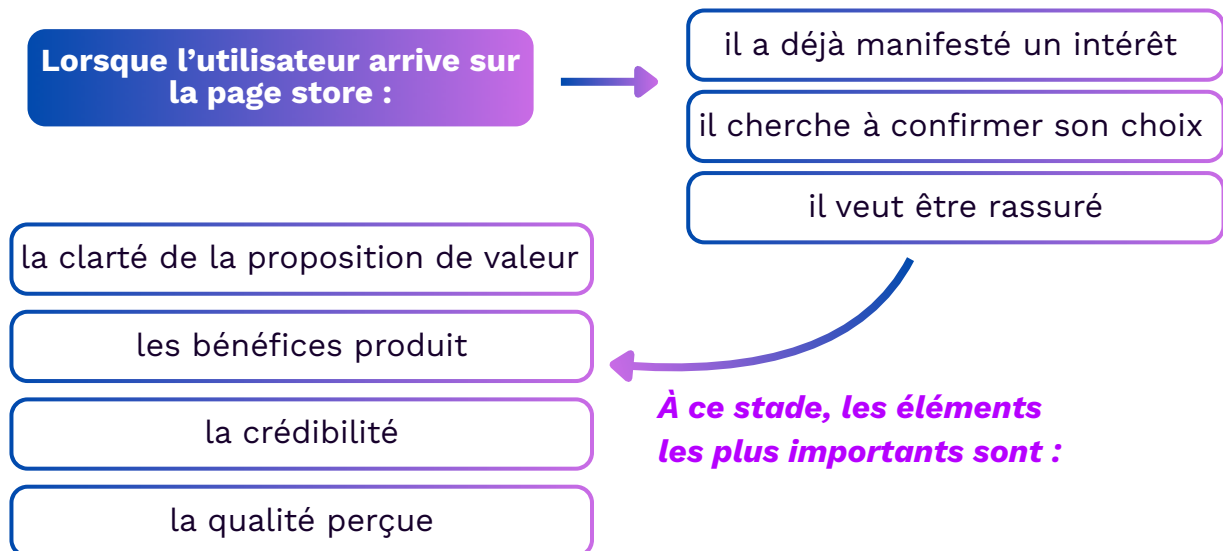 Lorsque l’utilisateur arrive sur
la page store :
il a déjà manifesté un intérêt
il cherche à confirmer son choix
il veut être rassuré
À ce stade, les éléments
les plus importants sont :
la clarté de la proposition de valeur
les bénéfices produit
la crédibilité
la qualité perçue